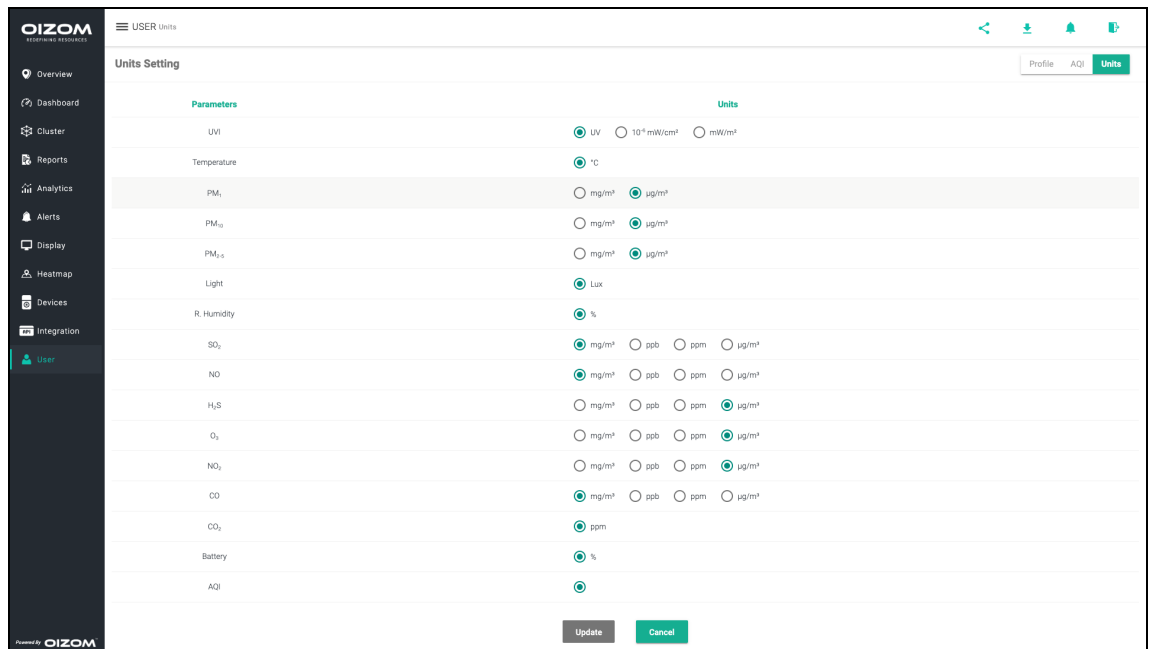 OIZOM
REDEFINING RESOURCES
USER Units
Units Setting
Profile AQI Units
Overview
Dashboard
Cluster
Reports
Analytics
Alerts
Display
Heatmap
Devices
API Integration
User
Parameters Units
UVI UV 10⁻⁶ mW/cm² mW/m²
Temperature °C
PM₁ mg/m³ μg/m³
PM₁₀ mg/m³ μg/m³
PM₂.₅ mg/m³ μg/m³
Light Lux
R. Humidity %
SO₂ mg/m³ ppb ppm μg/m³
NO mg/m³ ppb ppm μg/m³
H₂S mg/m³ ppb ppm μg/m³
O₃ mg/m³ ppb ppm μg/m³
NO₂ mg/m³ ppb ppm μg/m³
CO mg/m³ ppb ppm μg/m³
CO₂ ppm
Battery %
AQI
Update Cancel
Powered By OIZOM